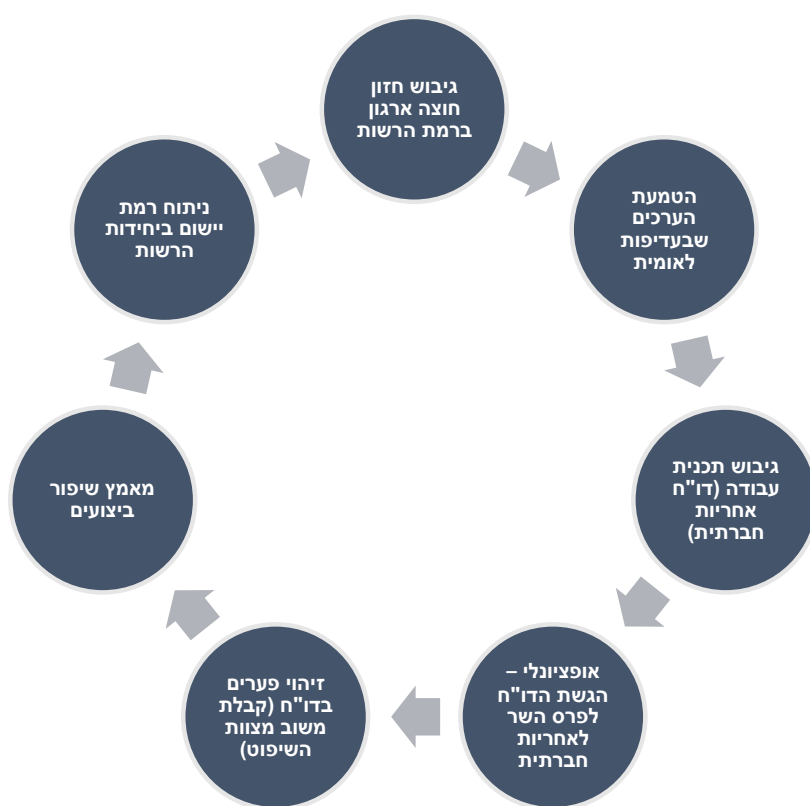 גיבוש חזון
חוצה ארגון
ברמת הרשות
הטמעת
הערכים
שבעדיפות
לאומית
גיבוש תכנית
עבודה (דו"ח
אחריות
חברתית)
אופציונלי –
הגשת הדו"ח
לפרס השר
לאחריות
חברתית
זיהוי פערים
בדו"ח (קבלת
משוב מצוות
השיפוט)
מאמץ שיפור
ביצועים
ניתוח רמת
יישום ביחידות
הרשות